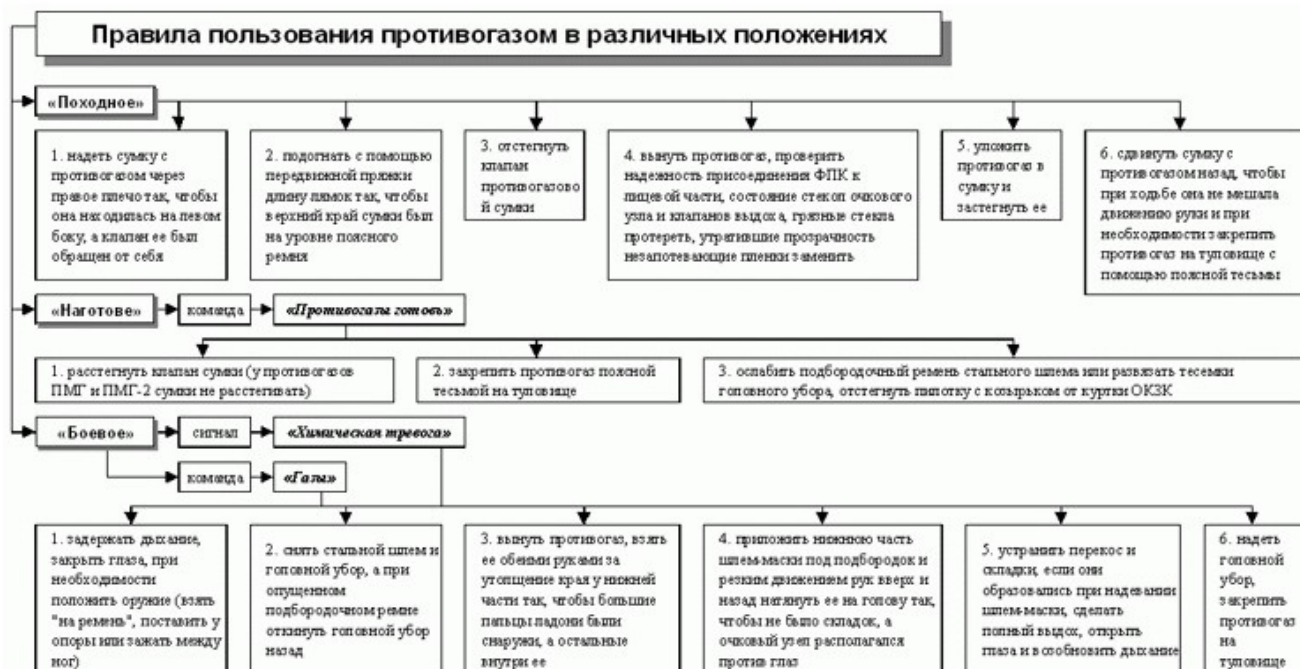 Правила пользования противогазом в различных положениях
«Походное»
1. надеть сумку с
противогазом через
правое плечо так, чтобы
она находилась на левом
боку, а клапан ее был
обращен от себя
2. подогнать с помощью
передвижной пряжки
длину лямок так, чтобы
верхний край сумки был
на уровне поясного
ремня
3. отстегнуть
клапан
противогазово
й сумки
4. вынуть противогаз, проверить
надежность присоединения ФПК к
лицевой части, состояние стекол очкового
узла и клапанов выдоха, грязные стекла
протереть, утратившие прозрачность
незапотевающие пленки заменить
5. уложить
противогаз в
сумку и
застегнуть ее
6. сдвинуть сумку с
противогазом назад, чтобы
при ходьбе она не мешала
движению руки и при
необходимости закрепить
противогаз на туловище с
помощью поясной тесьмы
«Наготове»
команда
«Противогазы готовь»
1. расстегнуть клапан сумки (у противогазов
ПМГ и ПМГ-2 сумки не расстегивать)
2. закрепить противогаз поясной
тесьмой на туловище
3. ослабить подбородочный ремень стального шлема или развязать тесемки
головного убора, отстегнуть пилотку с козырьком от куртки ОКЗК
«Боевое»
сигнал
«Химическая тревога»
команда
«Газы»
1. задержать дыхание,
закрыть глаза, при
необходимости
положить оружие (взять
"на ремень", поставить у
опоры или зажать между
ног)
2. снять стальной шлем и
головной убор, а при
опущенном
подбородочном ремне
откинуть головной убор
назад
3. вынуть противогаз, взять
ее обеими руками за
утолщение края у нижней
части так, чтобы большие
пальцы ладони были
снаружи, а остальные
внутри ее
4. приложить нижнюю часть
шлем-маски под подбородок и
резким движением рук вверх и
назад натянуть ее на голову так,
чтобы не было складок, а
очковый узел располагался
против глаз
5. устранить перекос и
складки, если они
образовались при надевании
шлем-маски, сделать
полный выдох, открыть
глаза и возобновить дыхание
6. надеть
головной
убор,
закрепить
противогаз
на
туловище